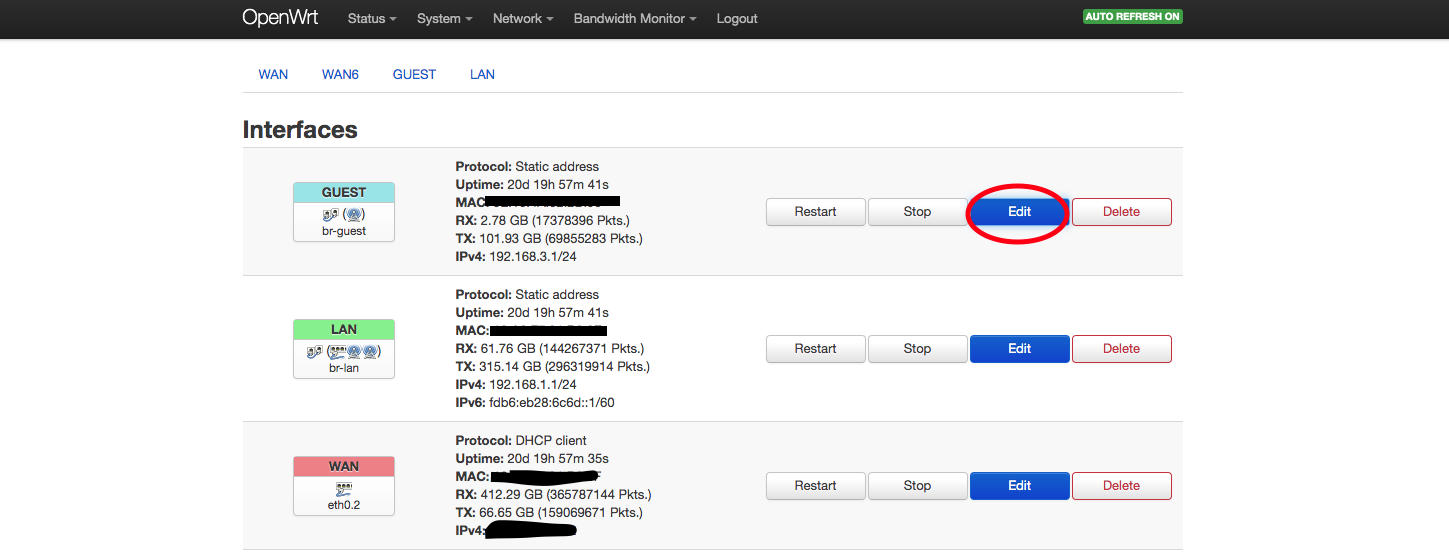 OpenWrt Status System Network Bandwidth Monitor Logout AUTO REFRESH ON
WAN WAN6 GUEST LAN
Interfaces
GUEST
br-guest
Protocol: Static address
Uptime: 20d 19h 57m 41s
MAC:
RX: 2.78 GB (17378396 Pkts.)
TX: 101.93 GB (69855283 Pkts.)
IPv4: 192.168.3.1/24
Restart Stop Edit Delete
LAN
br-lan
Protocol: Static address
Uptime: 20d 19h 57m 41s
MAC:
RX: 61.76 GB (144267371 Pkts.)
TX: 315.14 GB (296319914 Pkts.)
IPv4: 192.168.1.1/24
IPv6: fdb6:eb28:6c6d::1/60
Restart Stop Edit Delete
WAN
eth0.2
Protocol: DHCP client
Uptime: 20d 19h 57m 35s
MAC:
RX: 412.29 GB (365787144 Pkts.)
TX: 66.65 GB (159069671 Pkts.)
IPv4:
Restart Stop Edit Delete